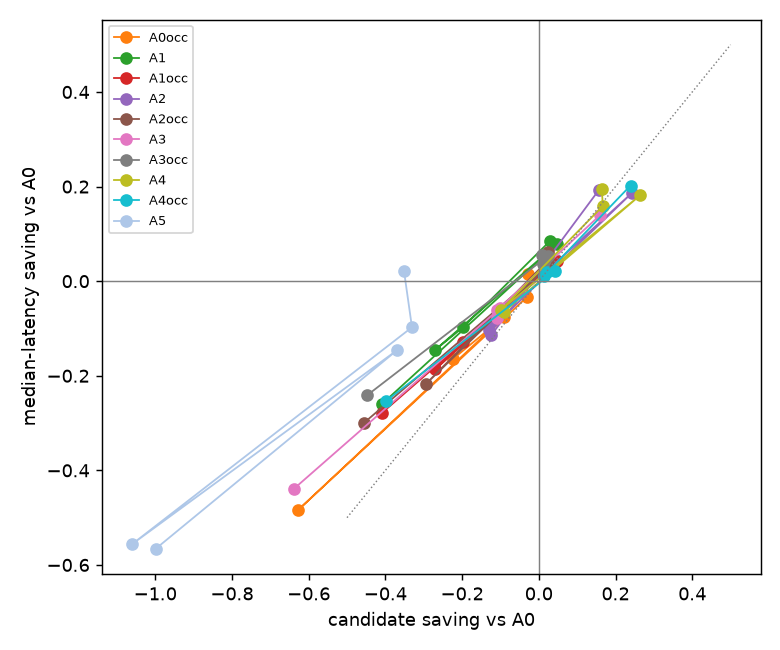 A0occ
A1
A1occ
A2
A2occ
A3
A3occ
A4
A4occ
A5
0.4
0.2
0.0
−0.2
−0.4
−0.6
median-latency saving vs A0
−1.0 −0.8 −0.6 −0.4 −0.2 0.0 0.2 0.4
candidate saving vs A0